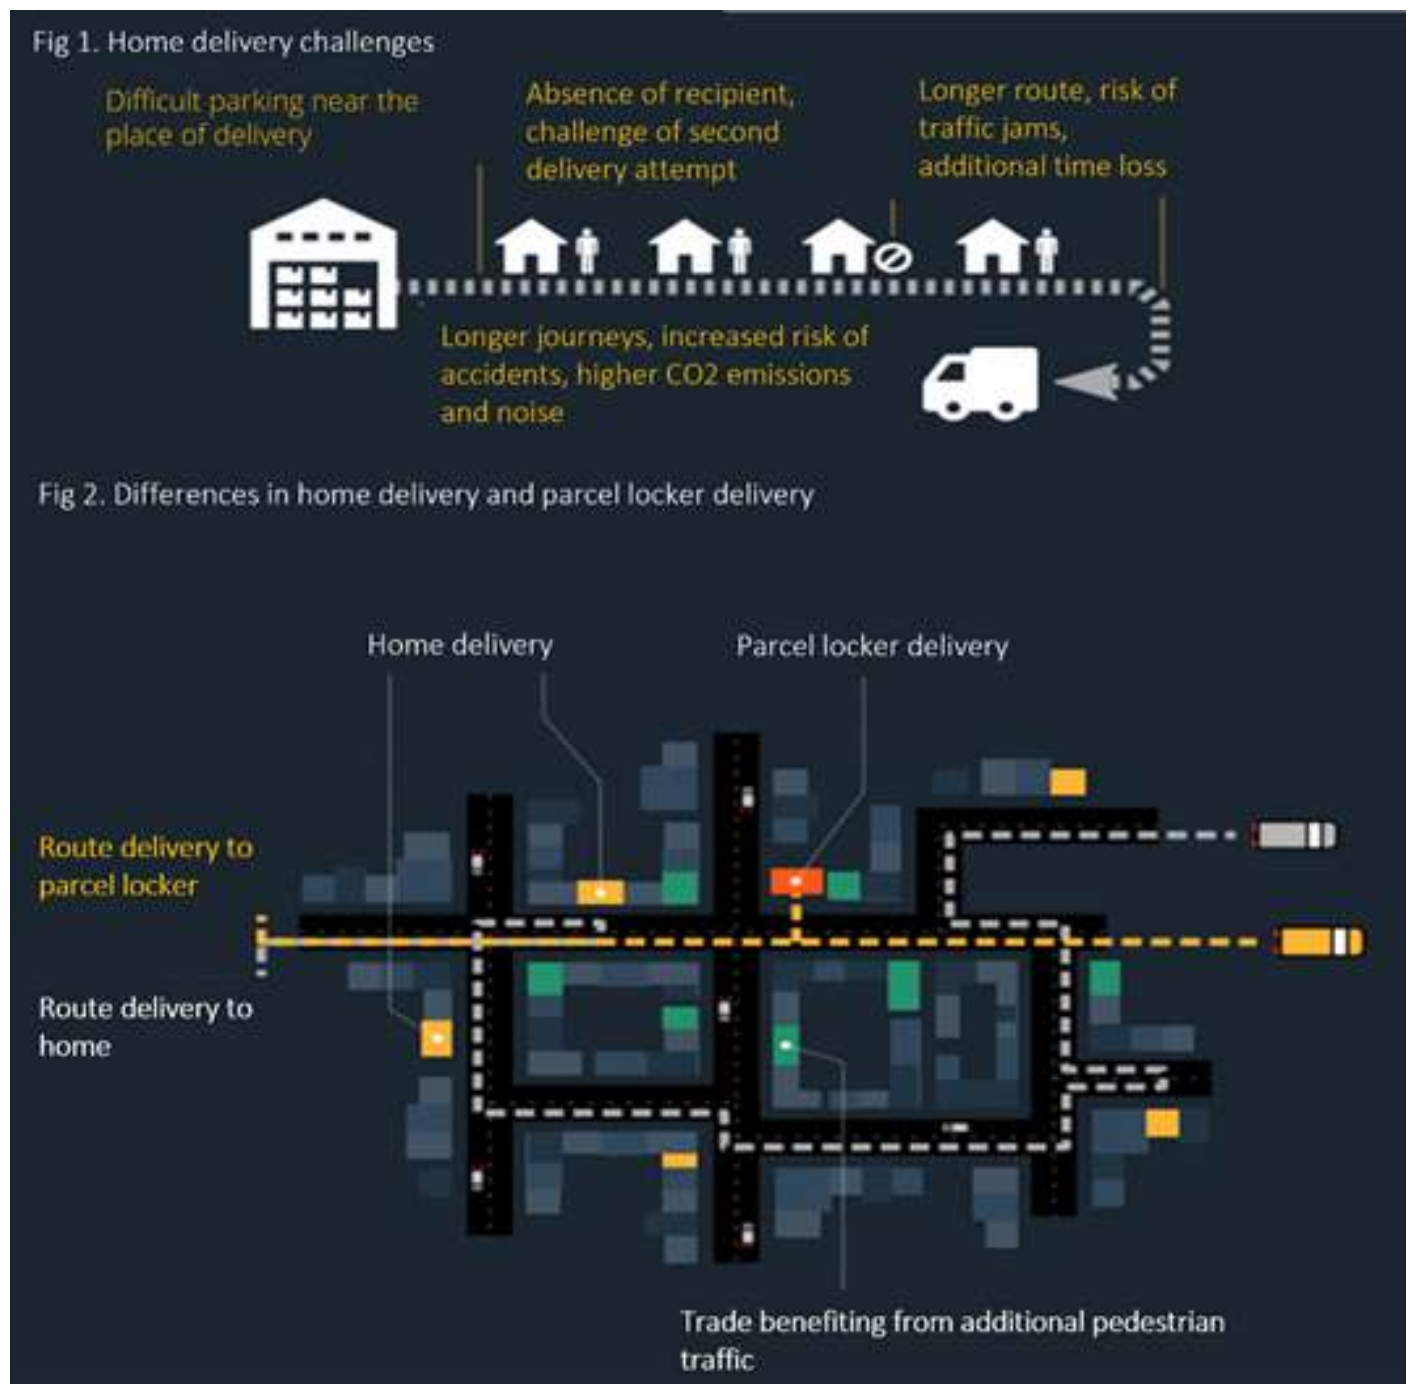 Fig 1. Home delivery challenges
Difficult parking near the
place of delivery
Absence of recipient,
challenge of second
delivery attempt
Longer route, risk of
traffic jams,
additional time loss
Longer journeys, increased risk of
accidents, higher CO2 emissions
and noise
Fig 2. Differences in home delivery and parcel locker delivery
Home delivery
Parcel locker delivery
Route delivery to
parcel locker
Route delivery to
home
Trade benefiting from additional pedestrian
traffic